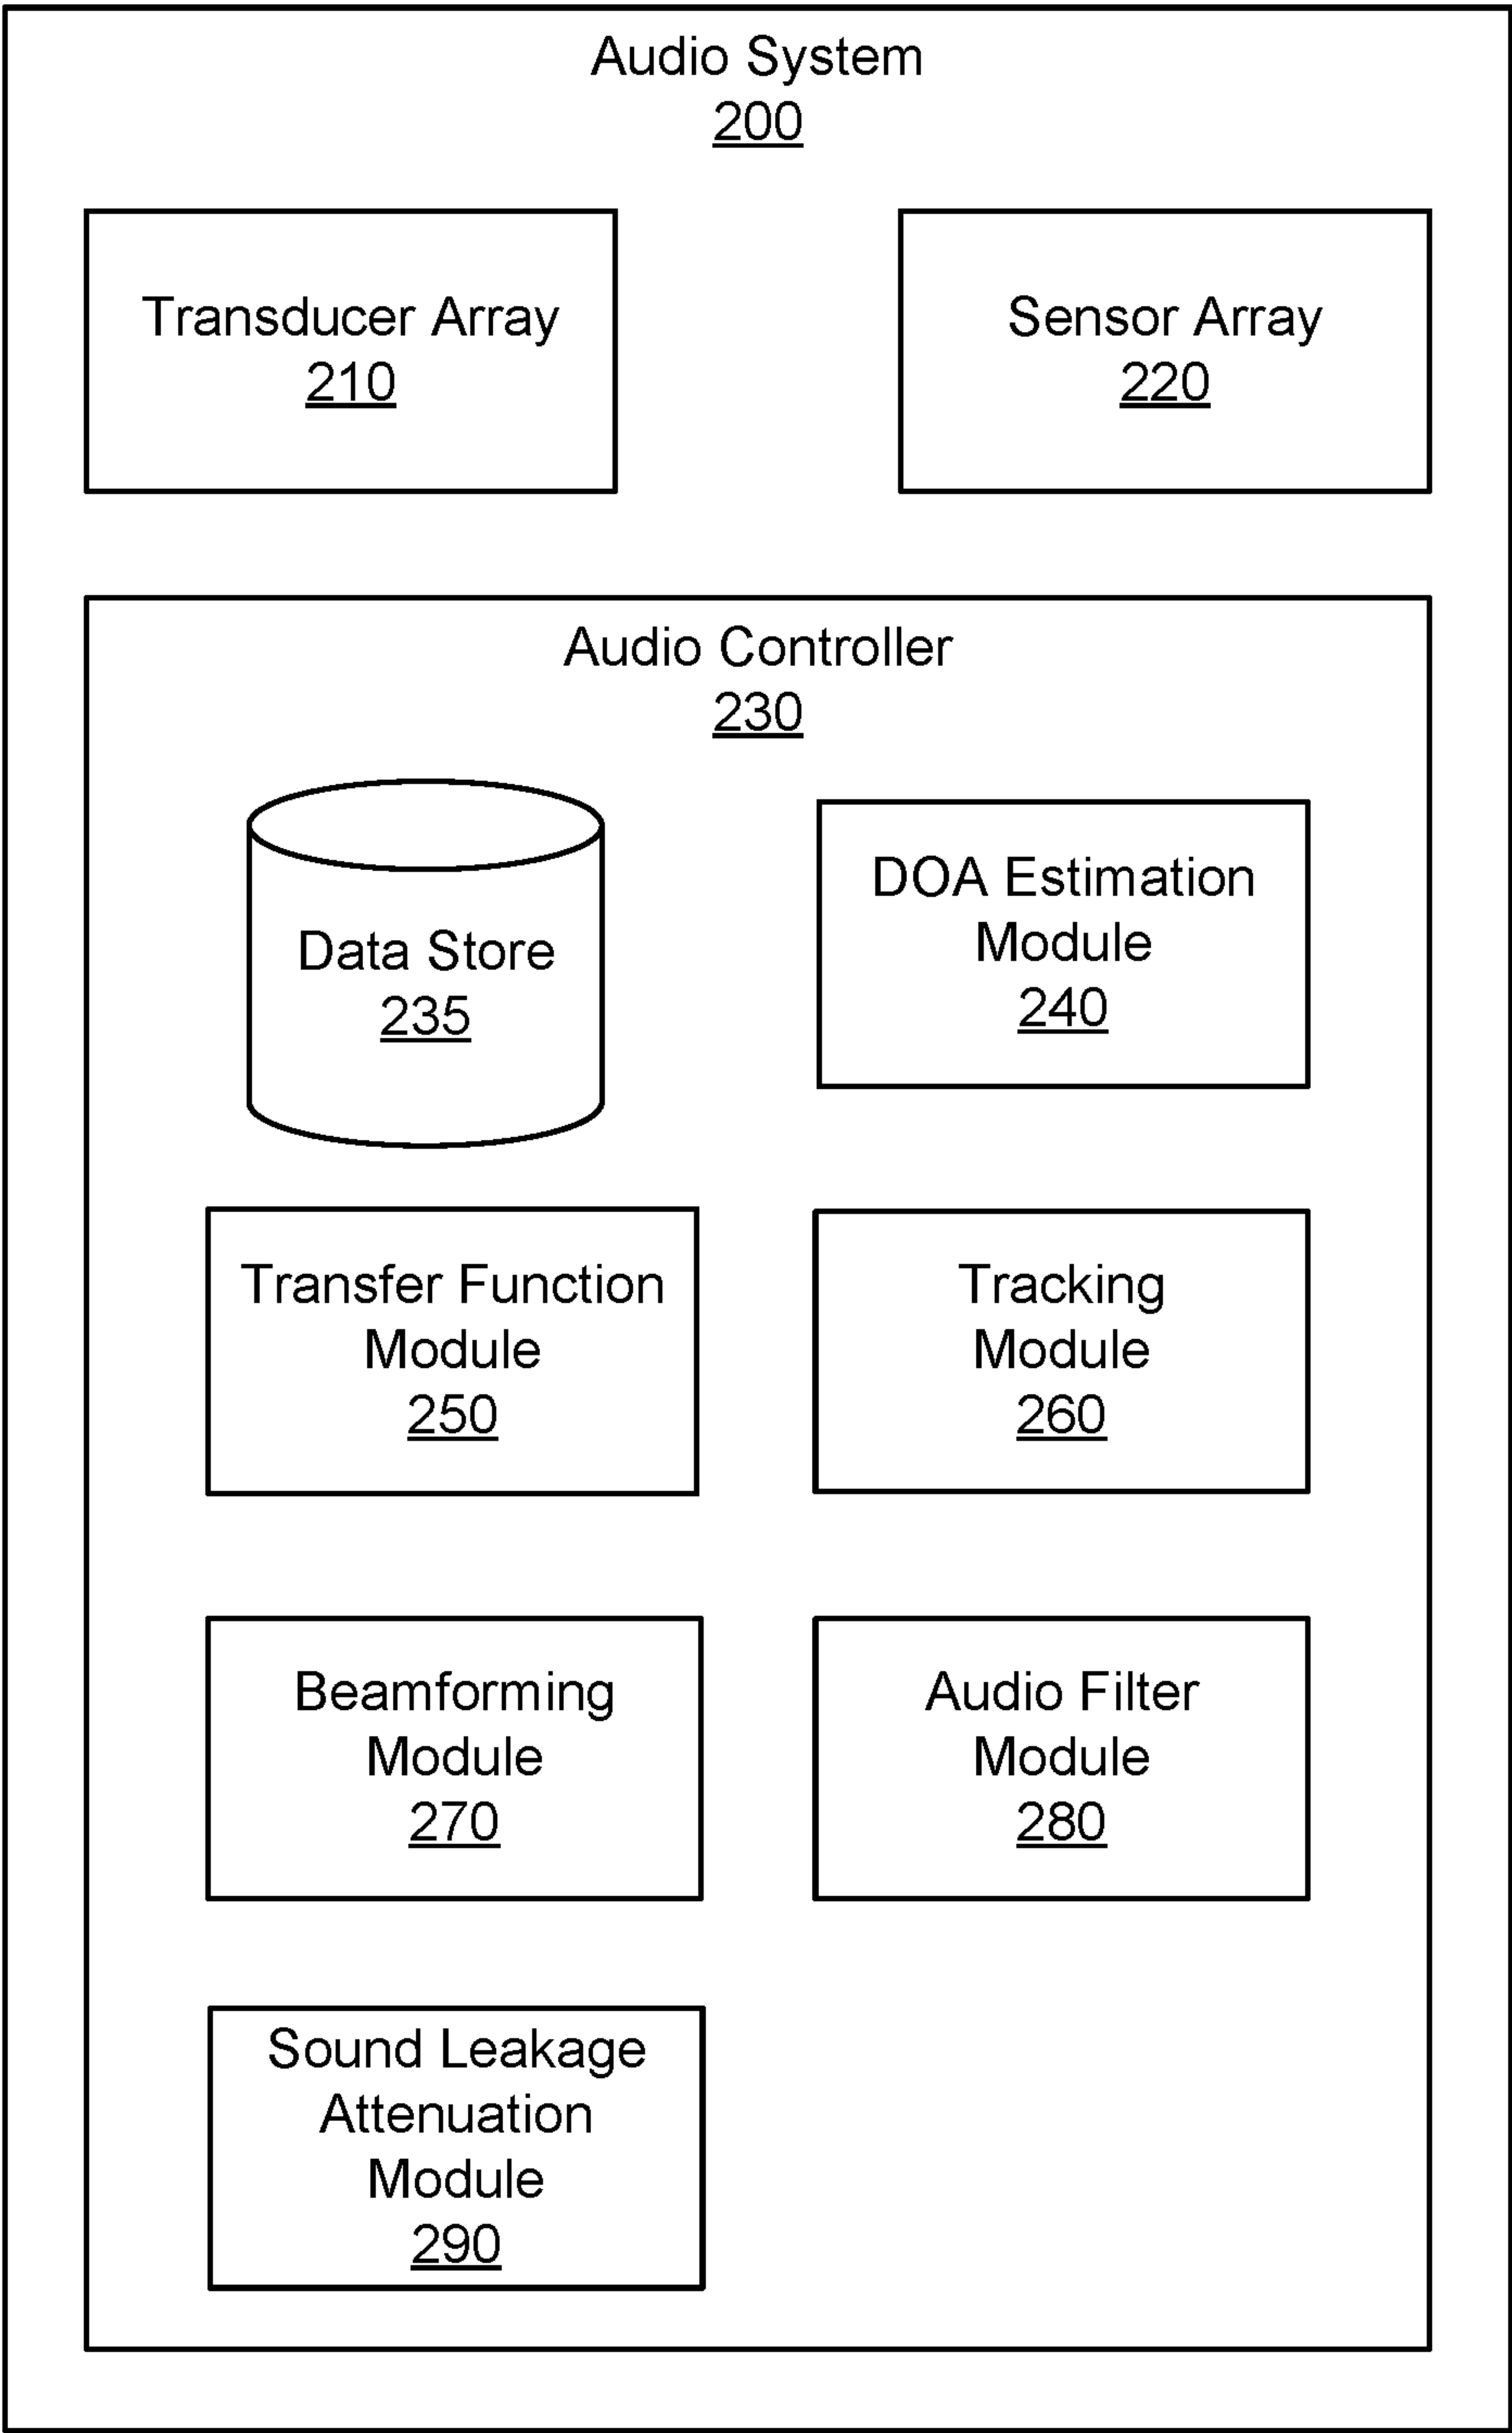 Audio System
200
Transducer Array
210
Sensor Array
220
Audio Controller
230
Data Store
235
DOA Estimation
Module
240
Transfer Function
Module
250
Tracking
Module
260
Beamforming
Module
270
Audio Filter
Module
280
Sound Leakage
Attenuation
Module
290